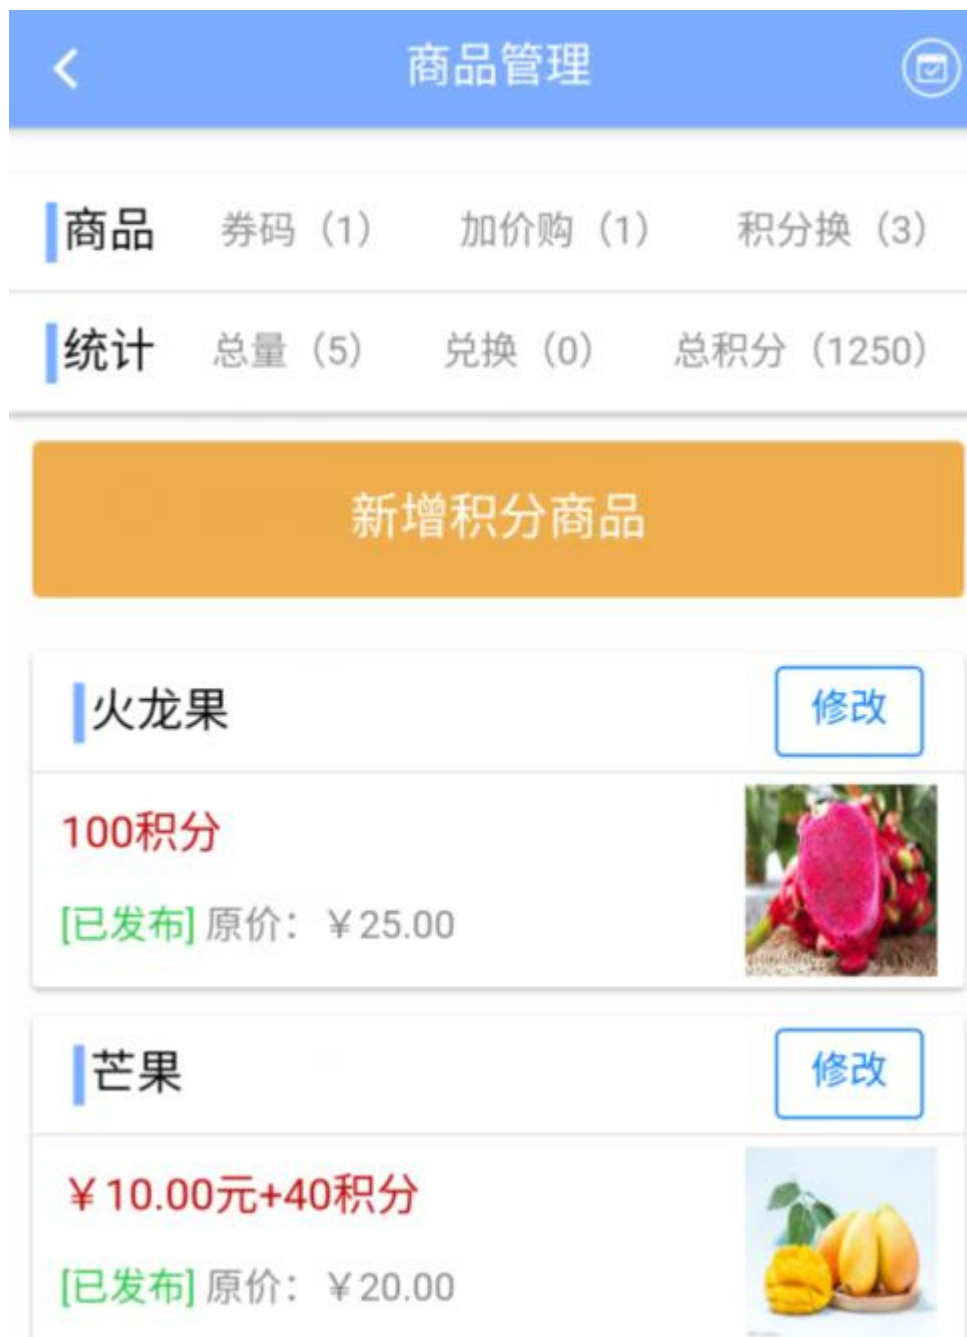 商品管理
商品 券码（1） 加价购（1） 积分换（3）
统计 总量（5） 兑换（0） 总积分（1250）
新增积分商品
火龙果 修改
100积分
[已发布] 原价：￥25.00
芒果 修改
￥10.00元+40积分
[已发布] 原价：￥20.00